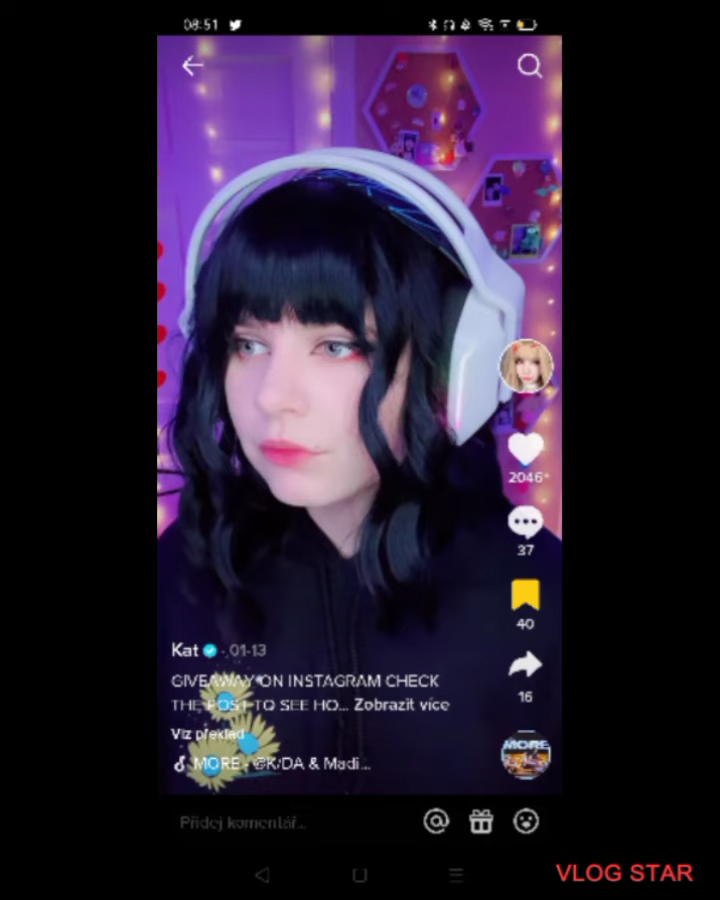 08:51
2046
37
Kat · 01-13
40
GIVEAWAY ON INSTAGRAM CHECK
THE POST TO SEE HO... Zobrazit více
16
Viz překlad
MORE - @K/DA & Madi...
MORE
Přidej komentář...
VLOG STAR